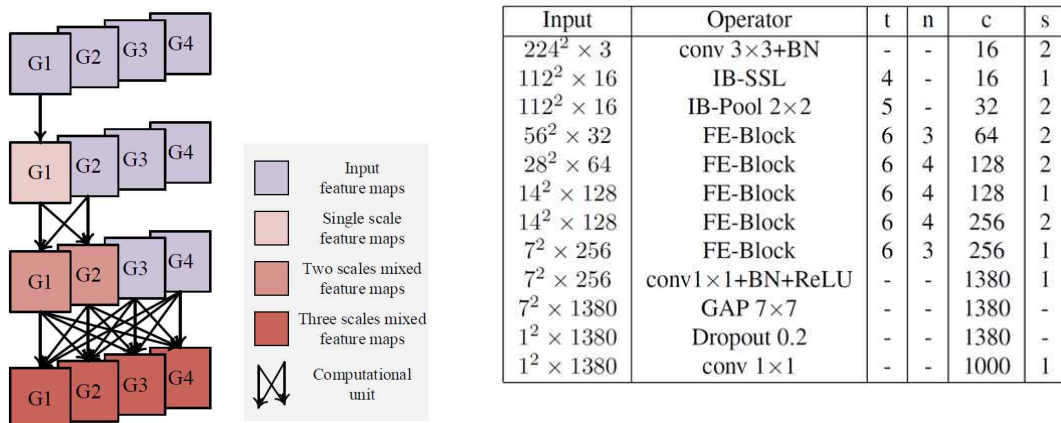 G1 G2 G3 G4
G1 G2 G3 G4
G1 G2 G3 G4
G1 G2 G3 G4
Input
feature maps
Single scale
feature maps
Two scales mixed
feature maps
Three scales mixed
feature maps
Computational
unit
Input Operator t n c s
224² × 3 conv 3×3+BN - - 16 2
112² × 16 IB-SSL 4 - 16 1
112² × 16 IB-Pool 2×2 5 - 32 2
56² × 32 FE-Block 6 3 64 2
28² × 64 FE-Block 6 4 128 2
14² × 128 FE-Block 6 4 128 1
14² × 128 FE-Block 6 4 256 2
7² × 256 FE-Block 6 3 256 1
7² × 256 conv1×1+BN+ReLU - - 1380 1
7² × 1380 GAP 7×7 - - 1380 -
1² × 1380 Dropout 0.2 - - 1380 -
1² × 1380 conv 1×1 - - 1000 1